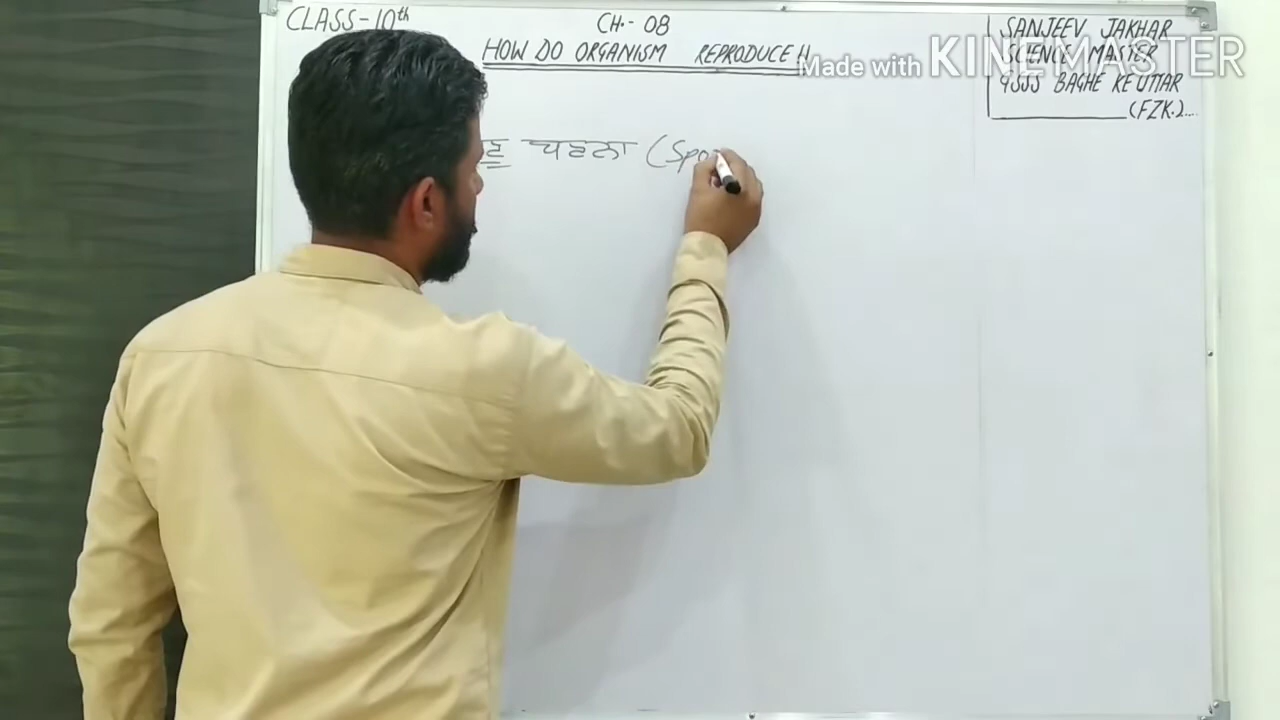 CLASS-10th
CH.- 08
HOW DO ORGANISM REPRODUCE !!
SANJEEV JAKHAR
SCIENCE MASTER
GSSS BAGHE KE UTTAR
(FZK.)...
Made with KINEMASTER
ਬਣਨਾ (Spo